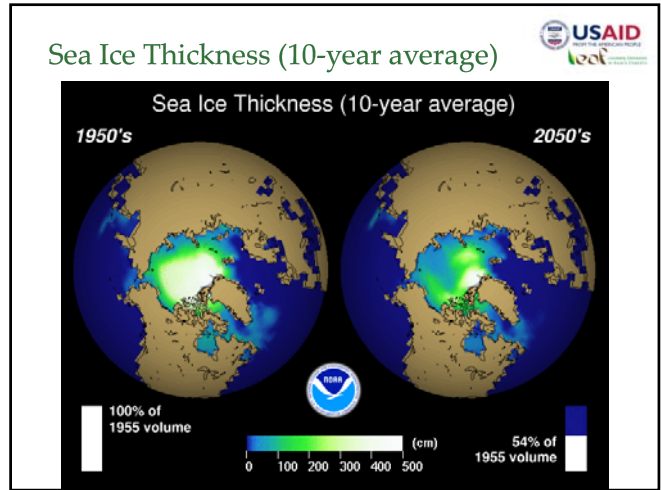 USAID
FROM THE AMERICAN PEOPLE
leaf
Sea Ice Thickness (10-year average)
Sea Ice Thickness (10-year average)
1950's
2050's
NOAA
100% of
1955 volume
(cm)
0 100 200 300 400 500
54% of
1955 volume